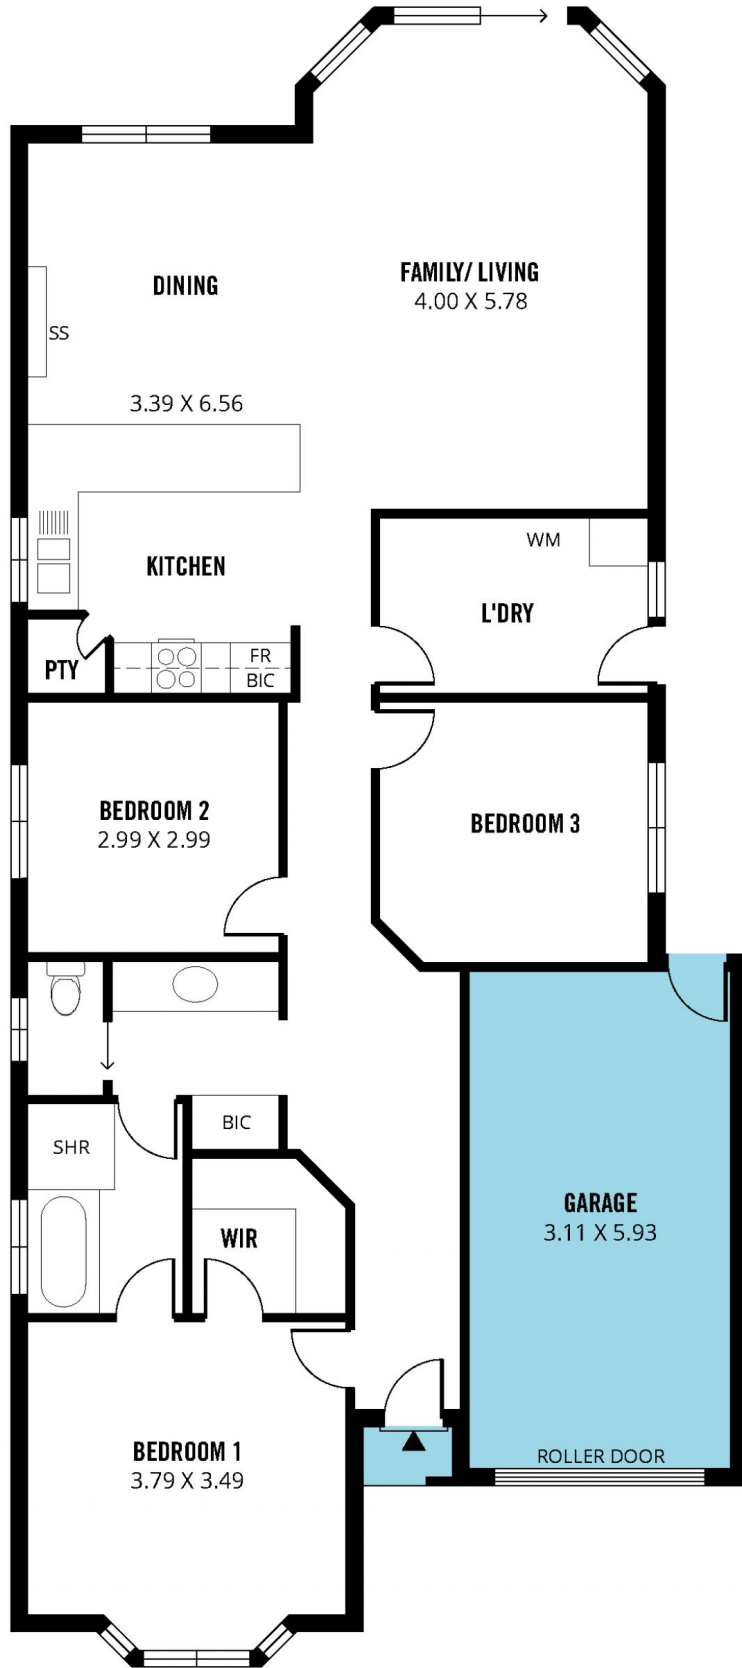 DINING
FAMILY/ LIVING
4.00 X 5.78
SS
3.39 X 6.56
KITCHEN
WM
L'DRY
PTY
FR
BIC
BEDROOM 2
2.99 X 2.99
BEDROOM 3
BIC
SHR
WIR
GARAGE
3.11 X 5.93
BEDROOM 1
3.79 X 3.49
ROLLER DOOR